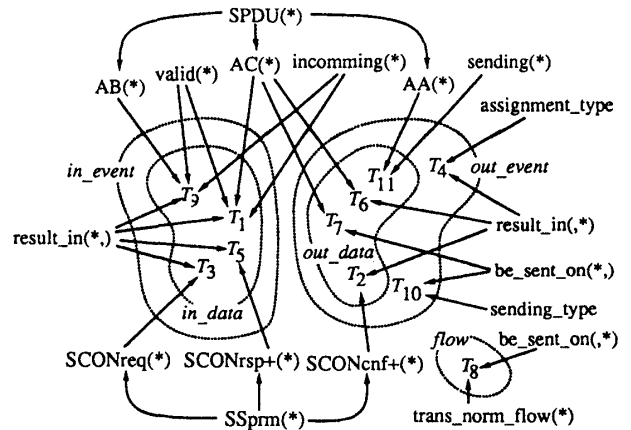 SPDU(*)
AB(*) valid(*) AC(*) incomming(*) AA(*) sending(*)
assignment_type
in_event out_event
T9 T11 T4
T1 T6
T7
result_in(*,) result_in(,*)
T5 out_data
T3 T2 be_sent_on(*,)
T10
in_data sending_type
SCONreq(*) SCONrsp+(*) SCONcnf+(*) flow be_sent_on(,*)
T8
SSprm(*) trans_norm_flow(*)